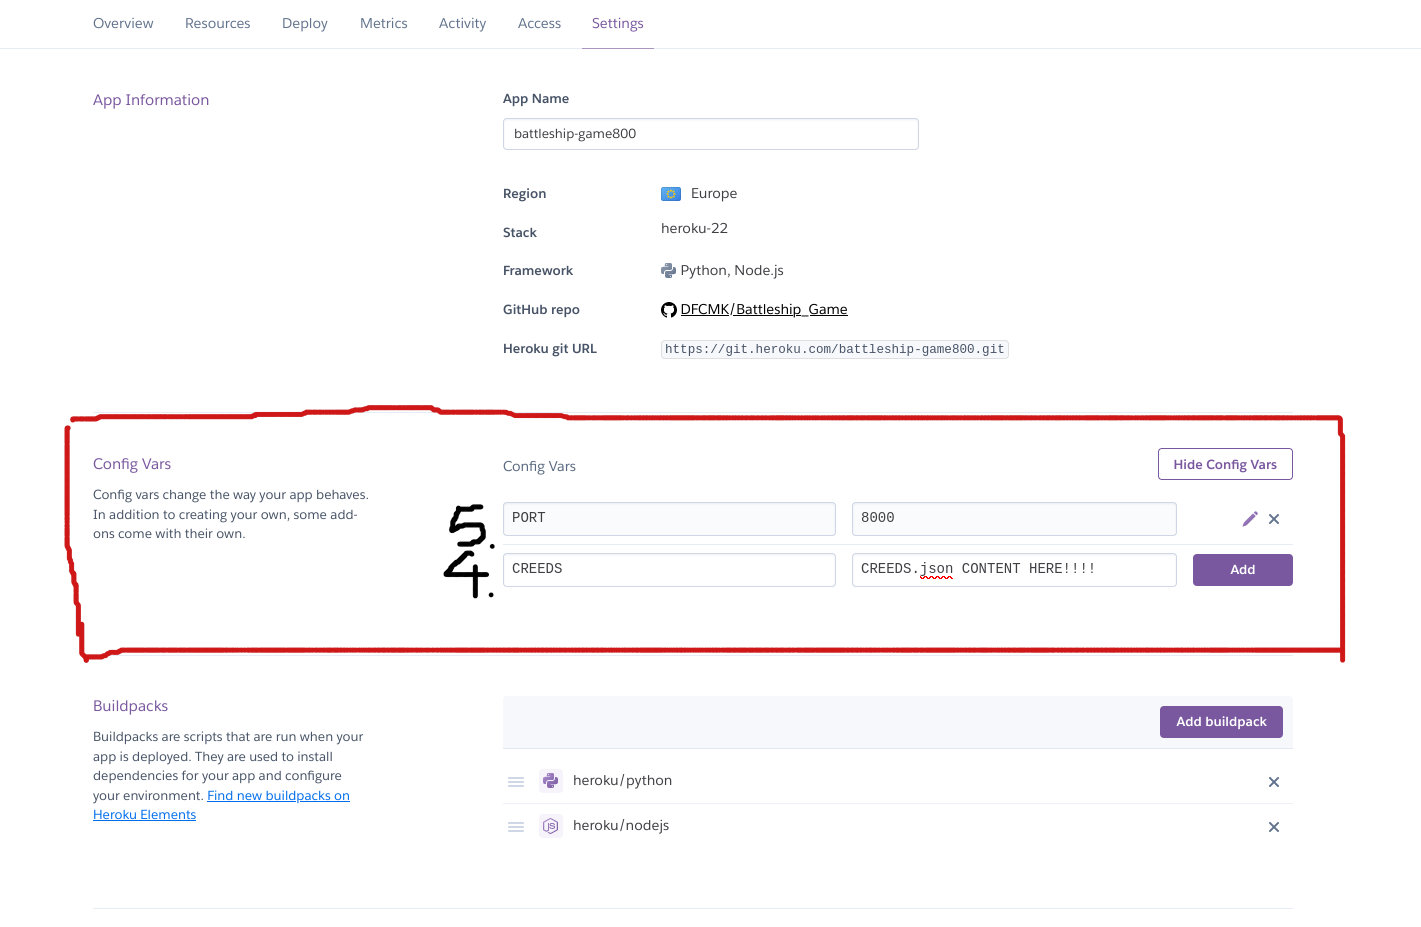 Overview Resources Deploy Metrics Activity Access Settings
App Information
App Name
battleship-game800
Region Europe
Stack heroku-22
Framework Python, Node.js
GitHub repo DFCMK/Battleship_Game
Heroku git URL https://git.heroku.com/battleship-game800.git
Config Vars
Config vars change the way your app behaves.
In addition to creating your own, some add-
ons come with their own.
Config Vars Hide Config Vars
5. PORT 8000
4. CREEDS CREEDS.json CONTENT HERE!!!! Add
Buildpacks
Buildpacks are scripts that are run when your
app is deployed. They are used to install
dependencies for your app and configure
your environment. Find new buildpacks on
Heroku Elements
Add buildpack
heroku/python
heroku/nodejs